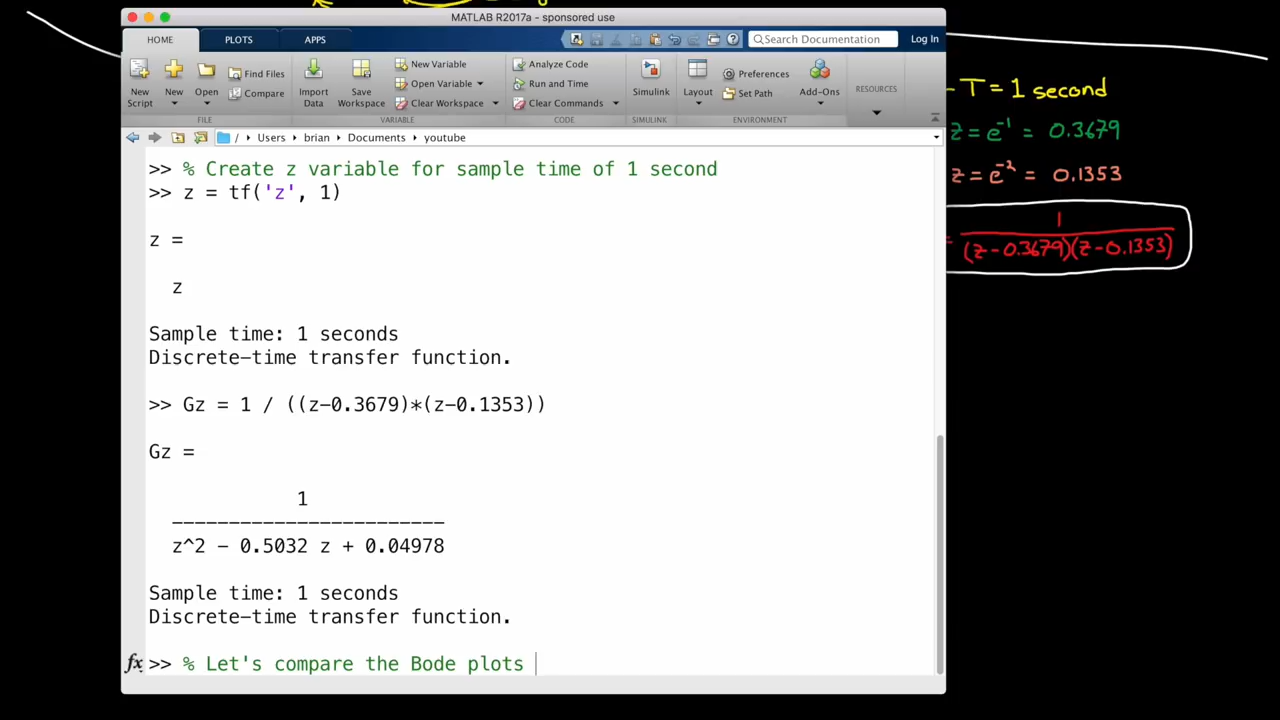 MATLAB R2017a - sponsored use
HOME PLOTS APPS Search Documentation Log In
New Script New Open Find Files Compare Import Data Save Workspace New Variable Open Variable Clear Workspace Analyze Code Run and Time Clear Commands Simulink Layout Preferences Set Path Add-Ons RESOURCES
FILE VARIABLE CODE SIMULINK ENVIRONMENT
/ Users brian Documents youtube
>> % Create z variable for sample time of 1 second
>> z = tf('z', 1)
z =
z
Sample time: 1 seconds
Discrete-time transfer function.
>> Gz = 1 / ((z-0.3679)*(z-0.1353))
Gz =
1
-----------------------
z^2 - 0.5032 z + 0.04978
Sample time: 1 seconds
Discrete-time transfer function.
fx >> % Let's compare the Bode plots
- T = 1 second
z = e^-1 = 0.3679
z = e^-2 = 0.1353
1
(z-0.3679)(z-0.1353)